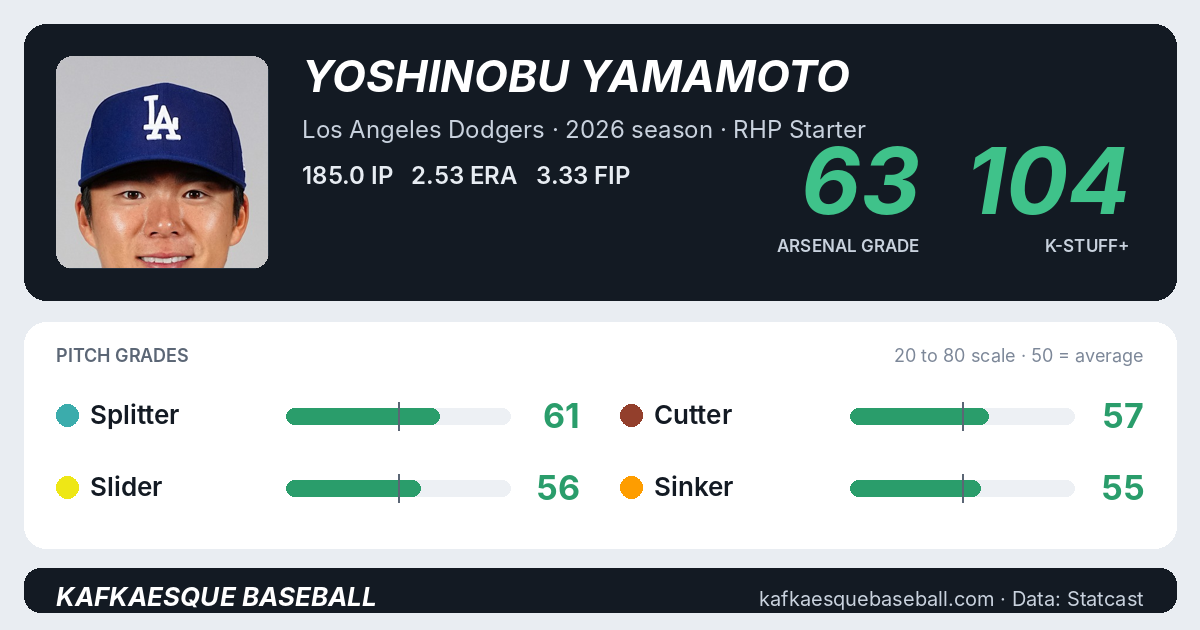 LA
YOSHINOBU YAMAMOTO
Los Angeles Dodgers · 2026 season · RHP Starter
185.0 IP 2.53 ERA 3.33 FIP
63 104
ARSENAL GRADE K-STUFF+
PITCH GRADES 20 to 80 scale · 50 = average
Splitter 61 Cutter 57
Slider 56 Sinker 55
KAFKAESQUE BASEBALL kafkaesquebaseball.com · Data: Statcast